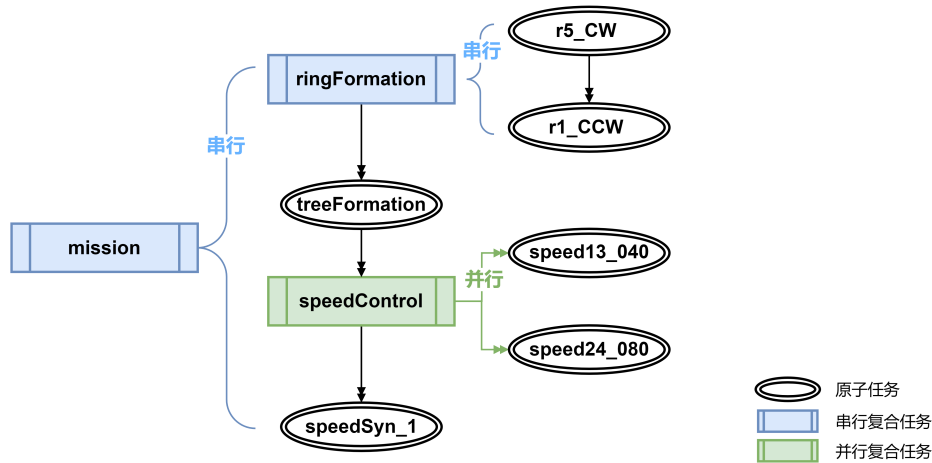 r5_CW
串行
ringFormation
r1_CCW
串行
treeFormation
mission
speed13_040
并行
speedControl
speed24_080
原子任务
speedSyn_1
串行复合任务
并行复合任务